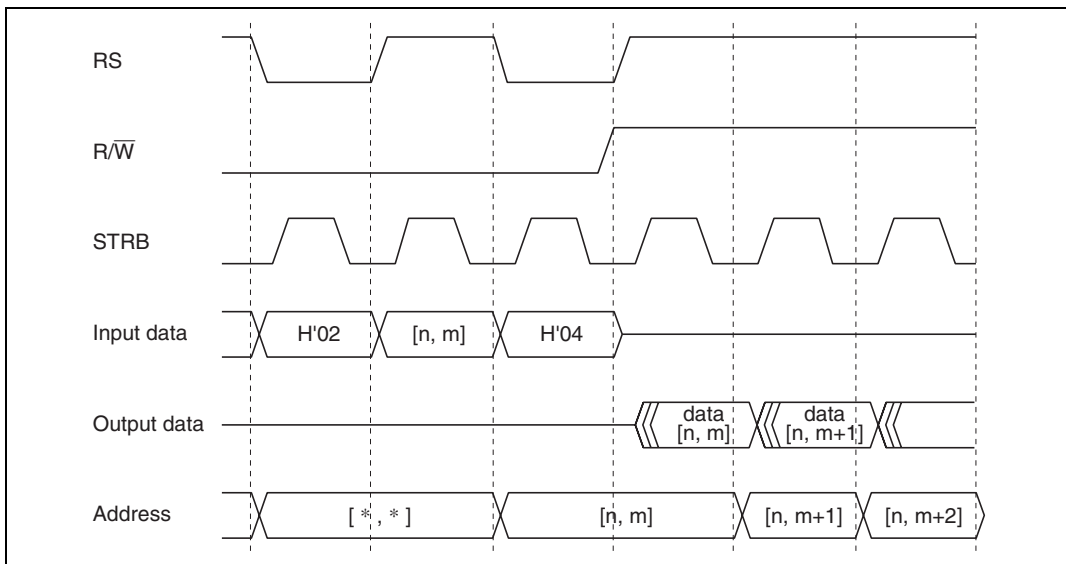 RS
R/W̅
STRB
Input data H'02 [n, m] H'04
Output data data [n, m] data [n, m+1]
Address [ * , * ] [n, m] [n, m+1] [n, m+2]